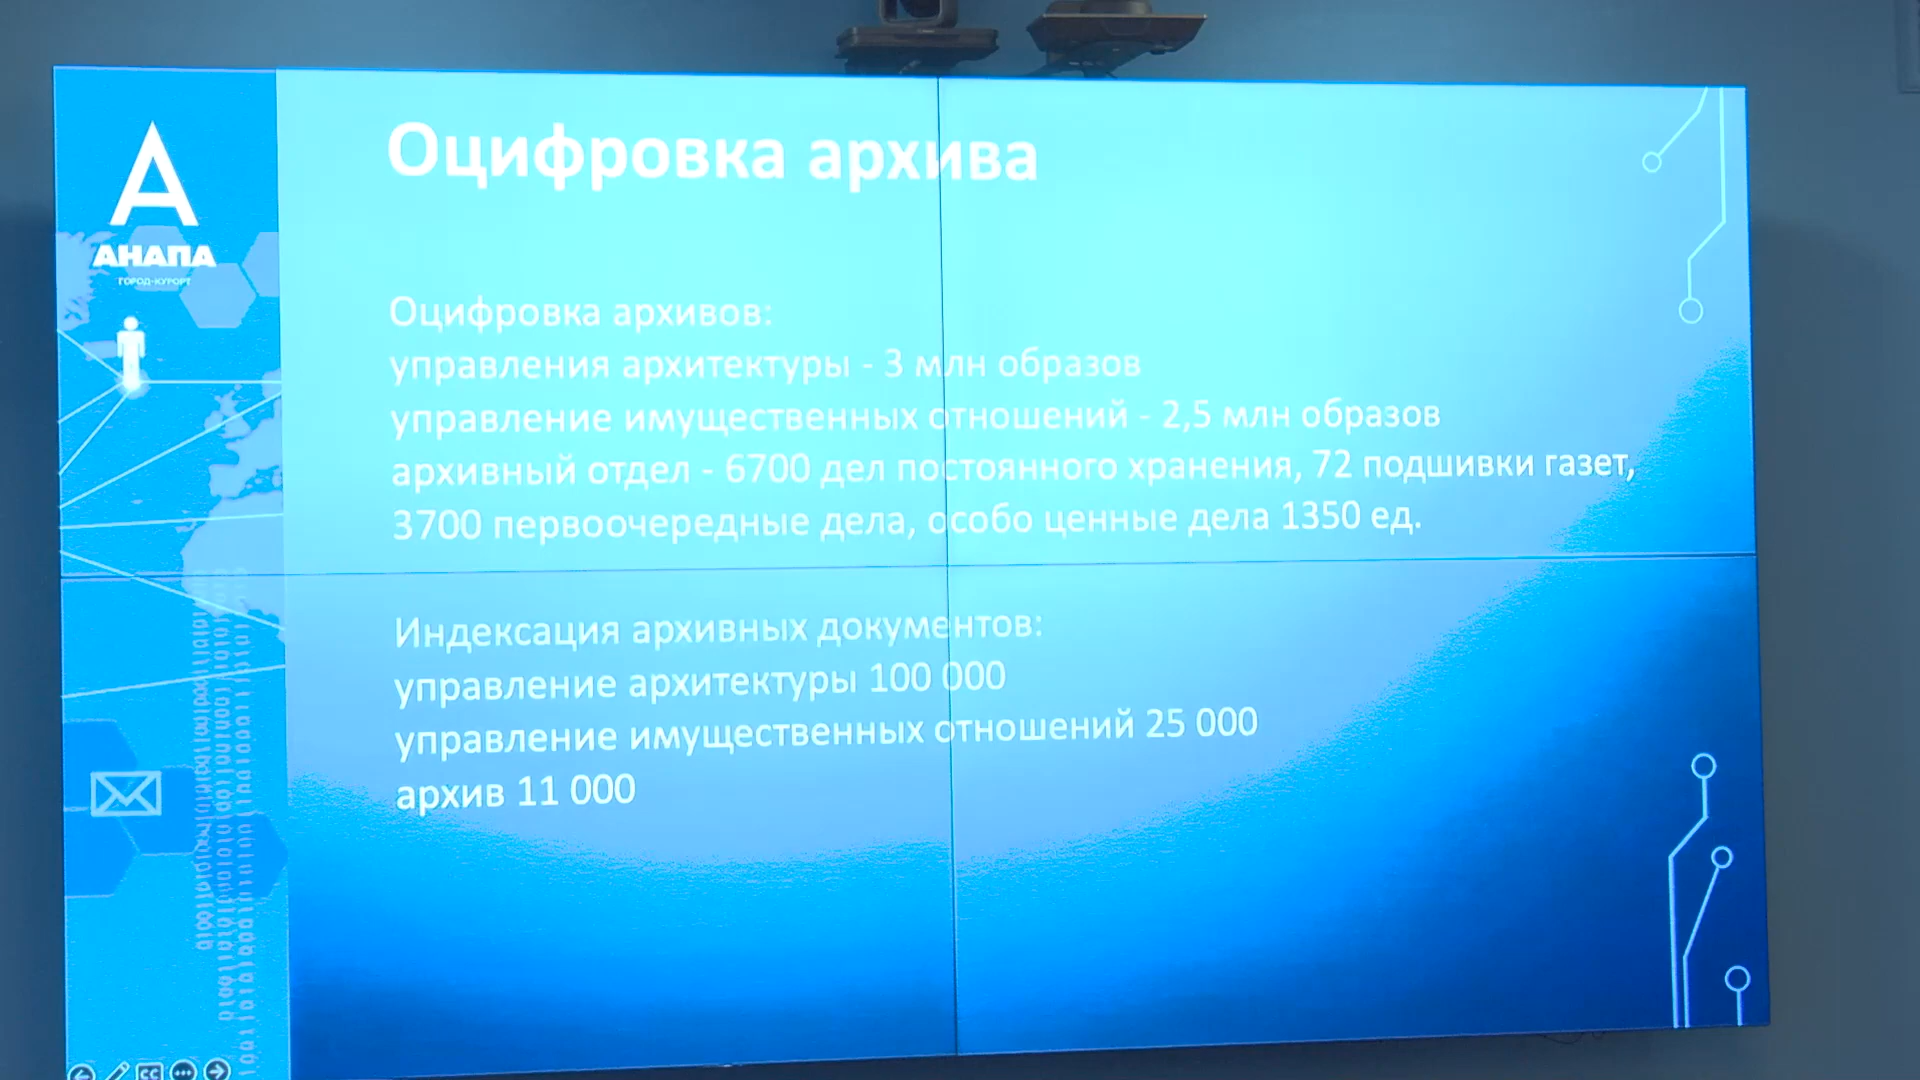 А
АНАПА
ГОРОД-КУРОРТ
Оцифровка архива
Оцифровка архивов:
управления архитектуры - 3 млн образов
управление имущественных отношений - 2,5 млн образов
архивный отдел - 6700 дел постоянного хранения, 72 подшивки газет,
3700 первоочередные дела, особо ценные дела 1350 ед.
Индексация архивных документов:
управление архитектуры 100 000
управление имущественных отношений 25 000
архив 11 000
CC